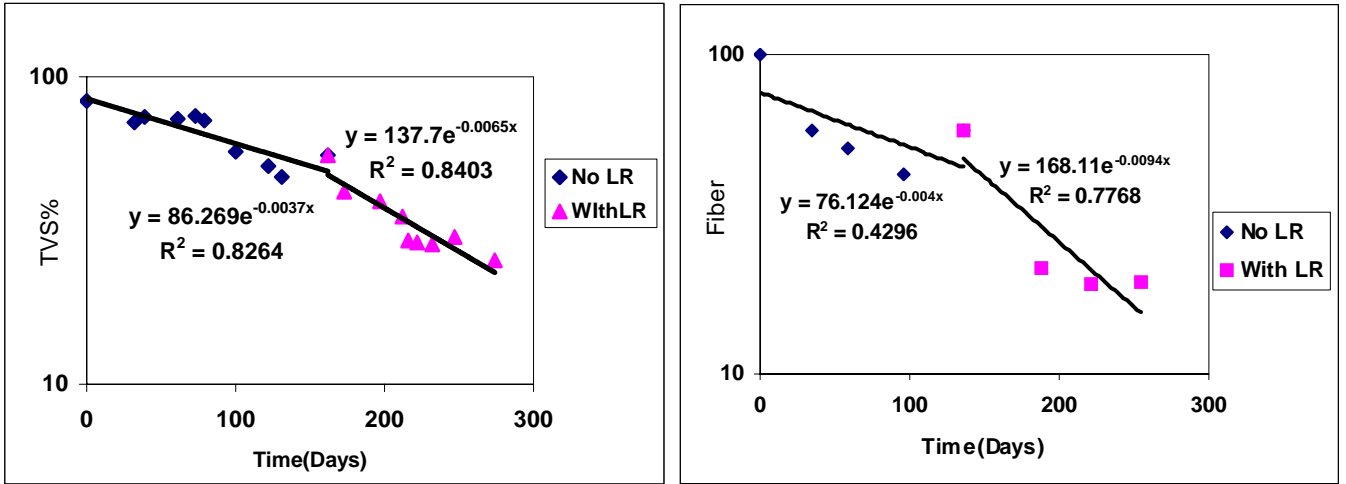 100
TVS%
y = 137.7e^-0.0065x
R² = 0.8403
y = 86.269e^-0.0037x
R² = 0.8264
10
0 100 200 300
Time(Days)
No LR
WIthLR
100
Fiber
y = 168.11e^-0.0094x
R² = 0.7768
y = 76.124e^-0.004x
R² = 0.4296
10
0 100 200 300
Time(Days)
No LR
With LR